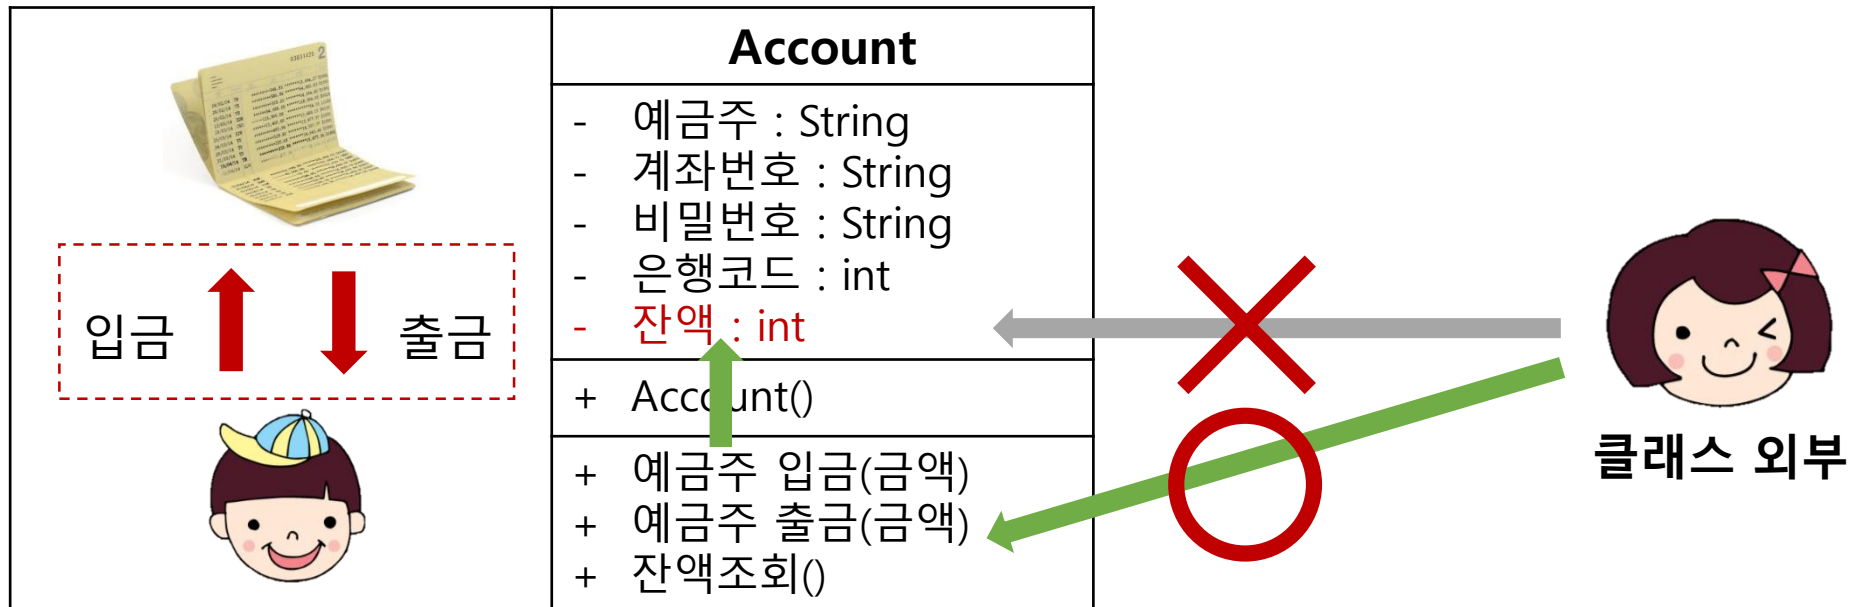 Account
- 예금주 : String
- 계좌번호 : String
- 비밀번호 : String
- 은행코드 : int
- 잔액 : int
+ Account()
+ 예금주 입금(금액)
+ 예금주 출금(금액)
+ 잔액조회()
입금
출금
클래스 외부